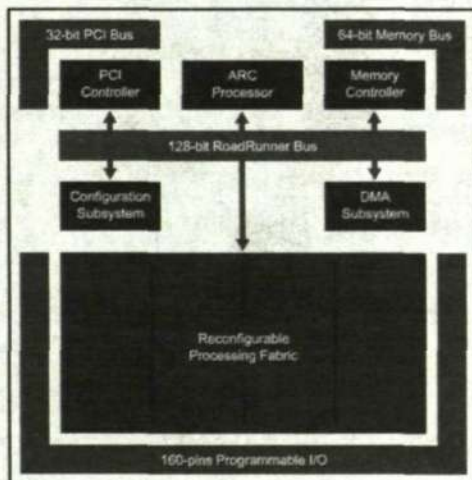 32-bit PCI Bus
64-bit Memory Bus
PCI
Controller
ARC
Processor
Memory
Controller
128-bit RoadRunner Bus
Configuration
Subsystem
DMA
Subsystem
Reconfigurable
Processing Fabric
160-pins Programmable I/O